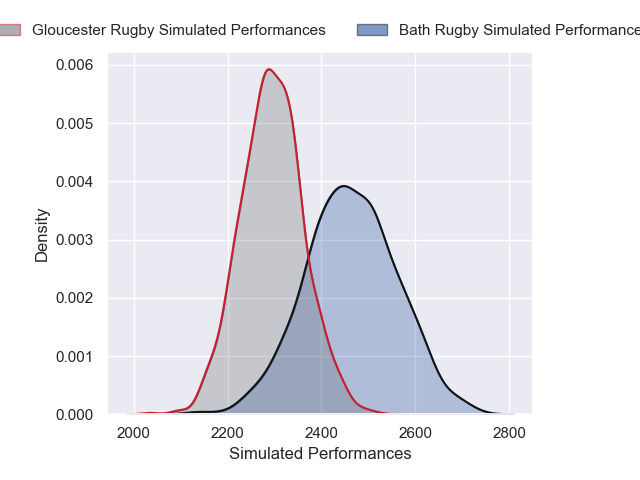 Gloucester Rugby Simulated Performances
Bath Rugby Simulated Performance
0.006
0.005
0.004
0.003
0.002
0.001
0.000
Density
2000 2200 2400 2600 2800
Simulated Performances